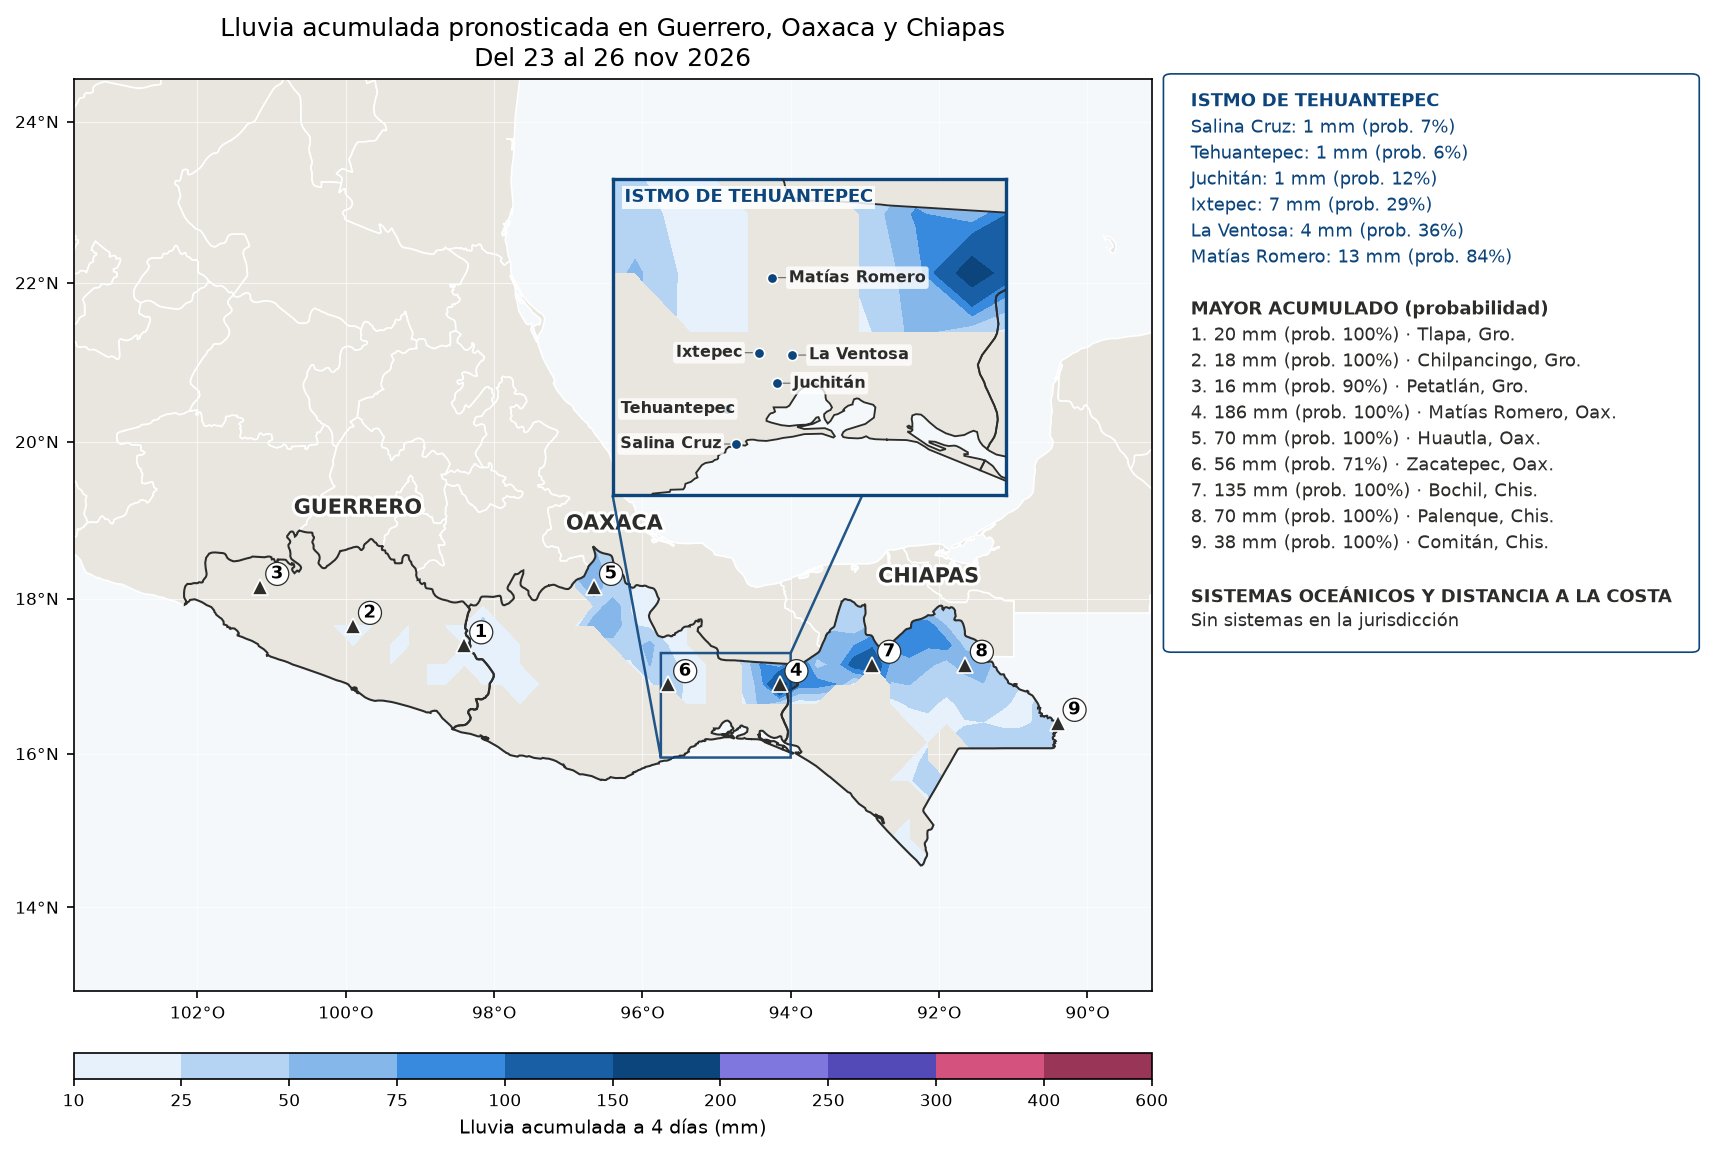 Lluvia acumulada pronosticada en Guerrero, Oaxaca y Chiapas
Del 23 al 26 nov 2026
24°N
22°N
20°N
18°N
16°N
14°N
102°O
100°O
98°O
96°O
94°O
92°O
90°O
ISTMO DE TEHUANTEPEC
Matías Romero
Ixtepec
La Ventosa
Juchitán
Tehuantepec
Salina Cruz
GUERRERO
OAXACA
CHIAPAS
3
2
1
5
6
4
7
8
9
ISTMO DE TEHUANTEPEC
Salina Cruz: 1 mm (prob. 7%)
Tehuantepec: 1 mm (prob. 6%)
Juchitán: 1 mm (prob. 12%)
Ixtepec: 7 mm (prob. 29%)
La Ventosa: 4 mm (prob. 36%)
Matías Romero: 13 mm (prob. 84%)
MAYOR ACUMULADO (probabilidad)
1. 20 mm (prob. 100%) · Tlapa, Gro.
2. 18 mm (prob. 100%) · Chilpancingo, Gro.
3. 16 mm (prob. 90%) · Petatlán, Gro.
4. 186 mm (prob. 100%) · Matías Romero, Oax.
5. 70 mm (prob. 100%) · Huautla, Oax.
6. 56 mm (prob. 71%) · Zacatepec, Oax.
7. 135 mm (prob. 100%) · Bochil, Chis.
8. 70 mm (prob. 100%) · Palenque, Chis.
9. 38 mm (prob. 100%) · Comitán, Chis.
SISTEMAS OCEÁNICOS Y DISTANCIA A LA COSTA
Sin sistemas en la jurisdicción
10 25 50 75 100 150 200 250 300 400 600
Lluvia acumulada a 4 días (mm)